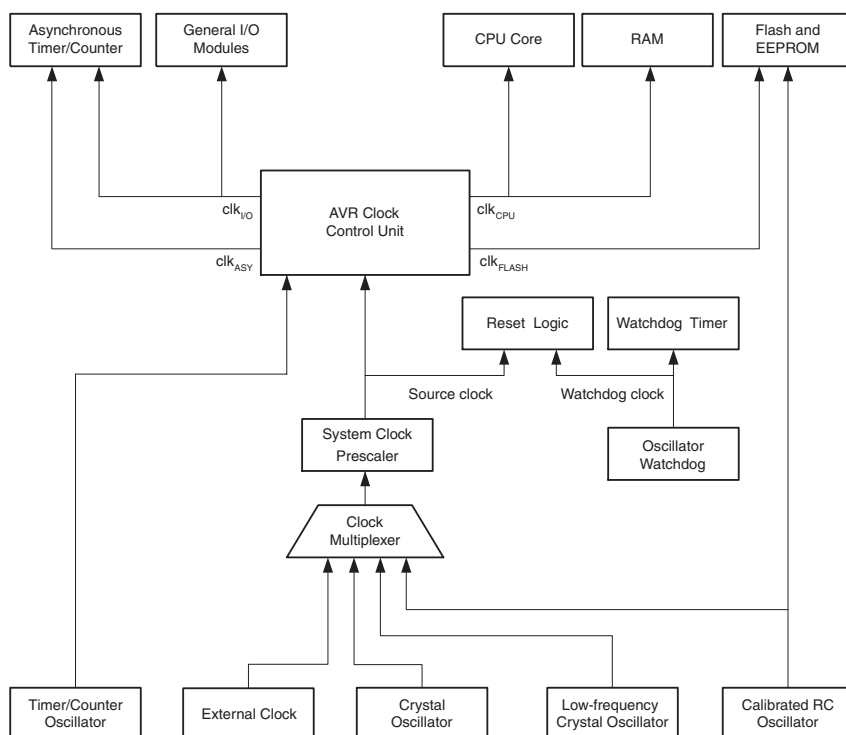 Asynchronous
Timer/Counter
General I/O
Modules
CPU Core
RAM
Flash and
EEPROM
clkI/O
AVR Clock
Control Unit
clkCPU
clkASY
clkFLASH
Reset Logic
Watchdog Timer
Source clock
Watchdog clock
System Clock
Prescaler
Oscillator
Watchdog
Clock
Multiplexer
Timer/Counter
Oscillator
External Clock
Crystal
Oscillator
Low-frequency
Crystal Oscillator
Calibrated RC
Oscillator